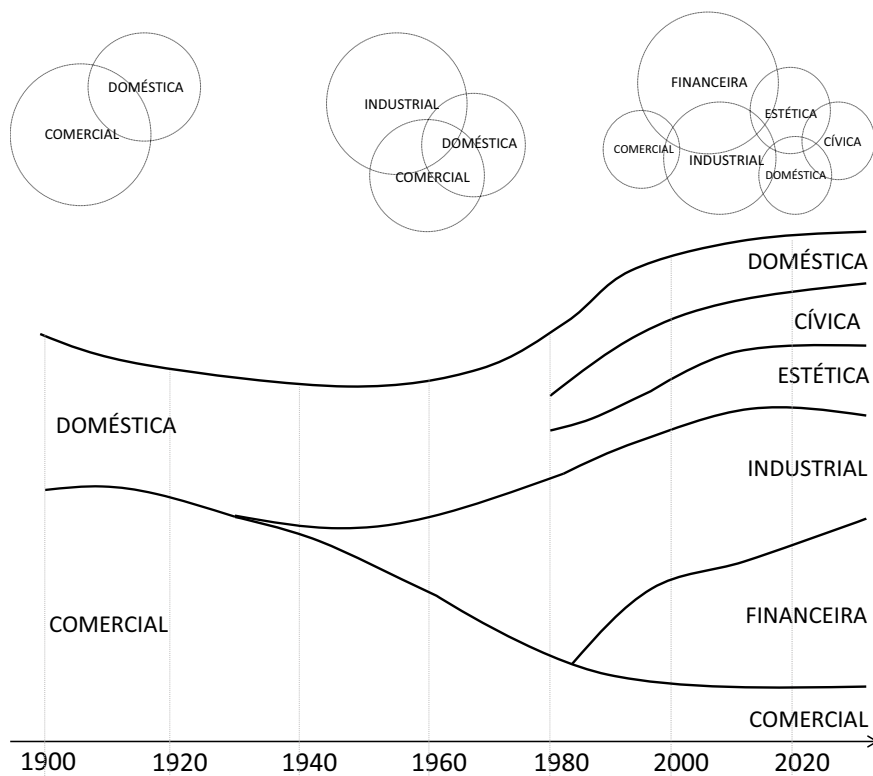 DOMÉSTICA
COMERCIAL
INDUSTRIAL
DOMÉSTICA
COMERCIAL
FINANCEIRA
ESTÉTICA
CÍVICA
COMERCIAL
INDUSTRIAL
DOMÉSTICA
DOMÉSTICA
CÍVICA
ESTÉTICA
DOMÉSTICA
INDUSTRIAL
COMERCIAL
FINANCEIRA
COMERCIAL
1900 1920 1940 1960 1980 2000 2020